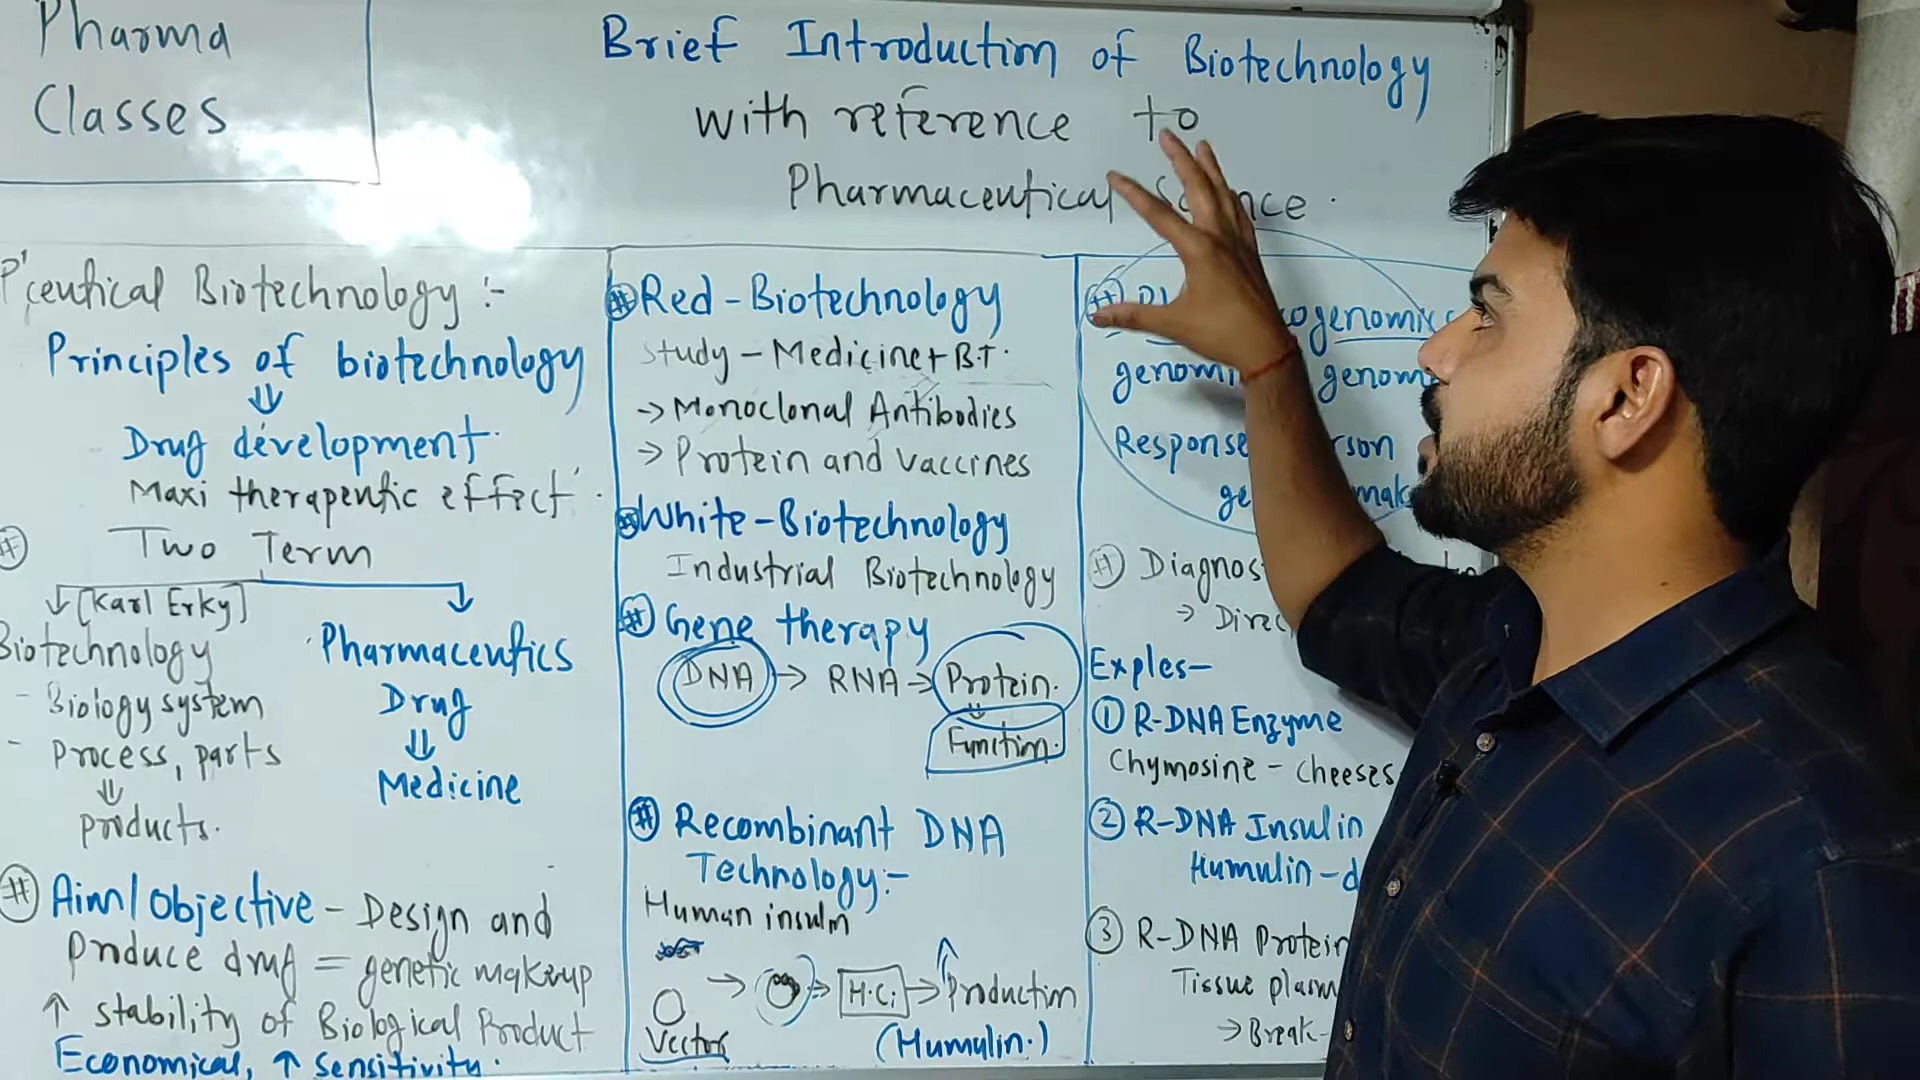 Pharma
Classes
Brief Introduction of Biotechnology
with reference to
Pharmaceutical
P'ceutical Biotechnology :-
Principles of biotechnology
⇓
Drug development.
Maxi therapeutic effect.
# Two Term
↓ [Karl Erky] ↓
Biotechnology
- Biology system
- Process, parts
⇓
products.
Pharmaceutics
Drug
⇓
Medicine
# Aim/Objective - Design and
produce drug = genetic makeup
↑ stability of Biological Product
Economical, ↑ sensitivity.
# Red-Biotechnology
study - Medicine + B.T.
→ Monoclonal Antibodies
→ Protein and vaccines
# White-Biotechnology
Industrial Biotechnology
# Gene therapy
DNA → RNA → Protein.
Function.
# Recombinant DNA
Technology:-
Human insulin
→ → H.C; → Production
Vector (Humulin.)
#
Response
# 
→
Exples-
① R-DNA Enzyme
Chymosine - cheeses
② R-DNA Insulin
Humulin -
③ R-DNA Protein
Tissue
→ Break-